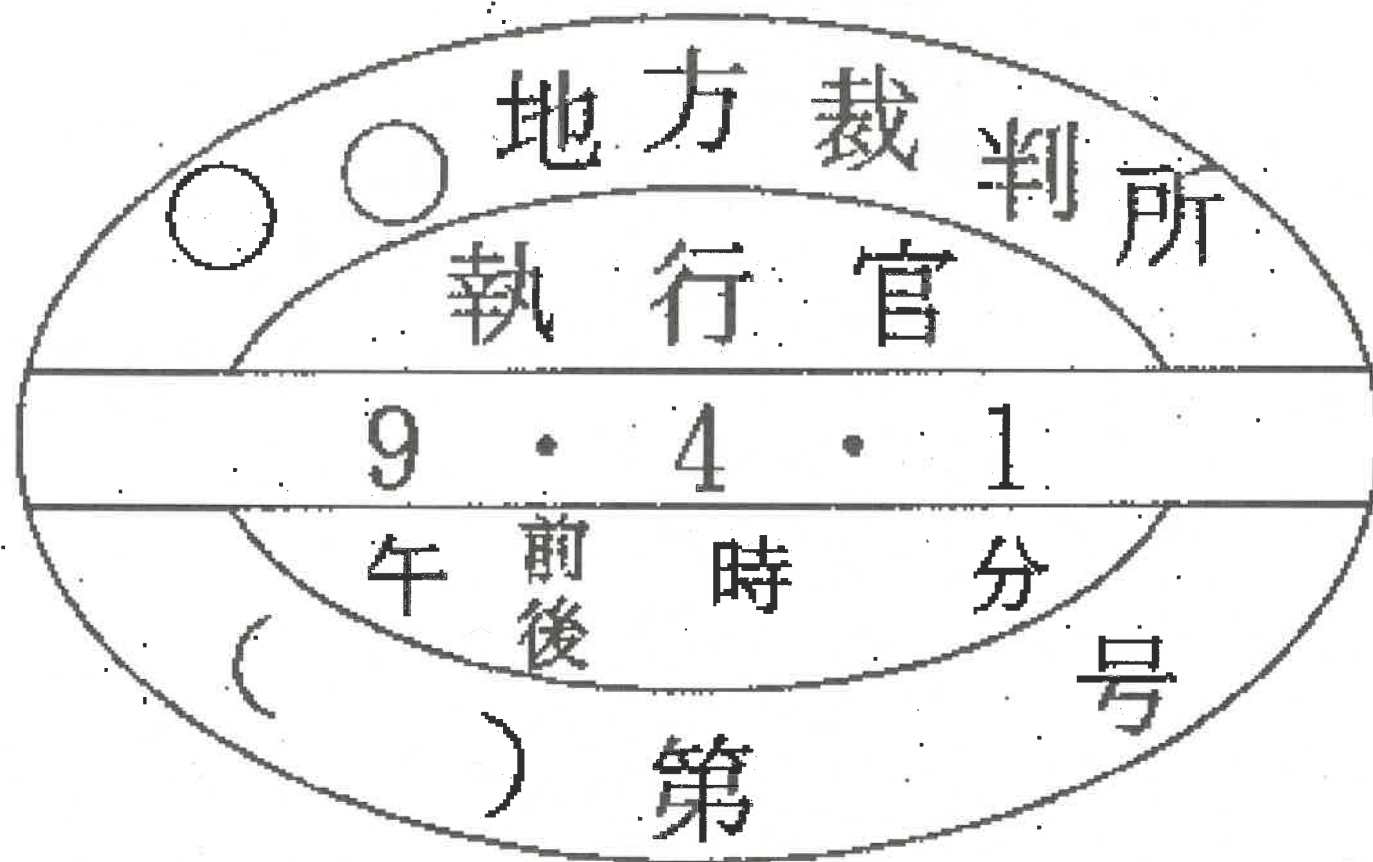 ○○地方裁判所
執行官
9・4・1
午前後 時 分
( )第 号